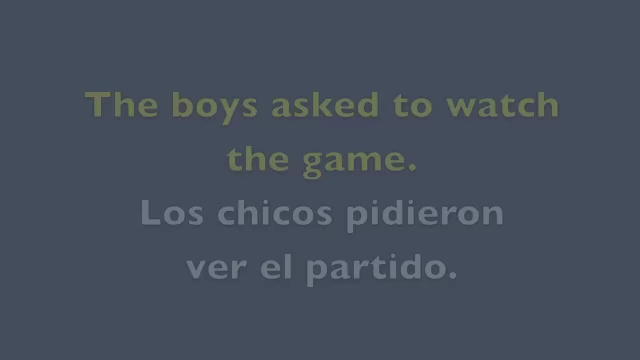 The boys asked to watch
the game.
Los chicos pidieron
ver el partido.